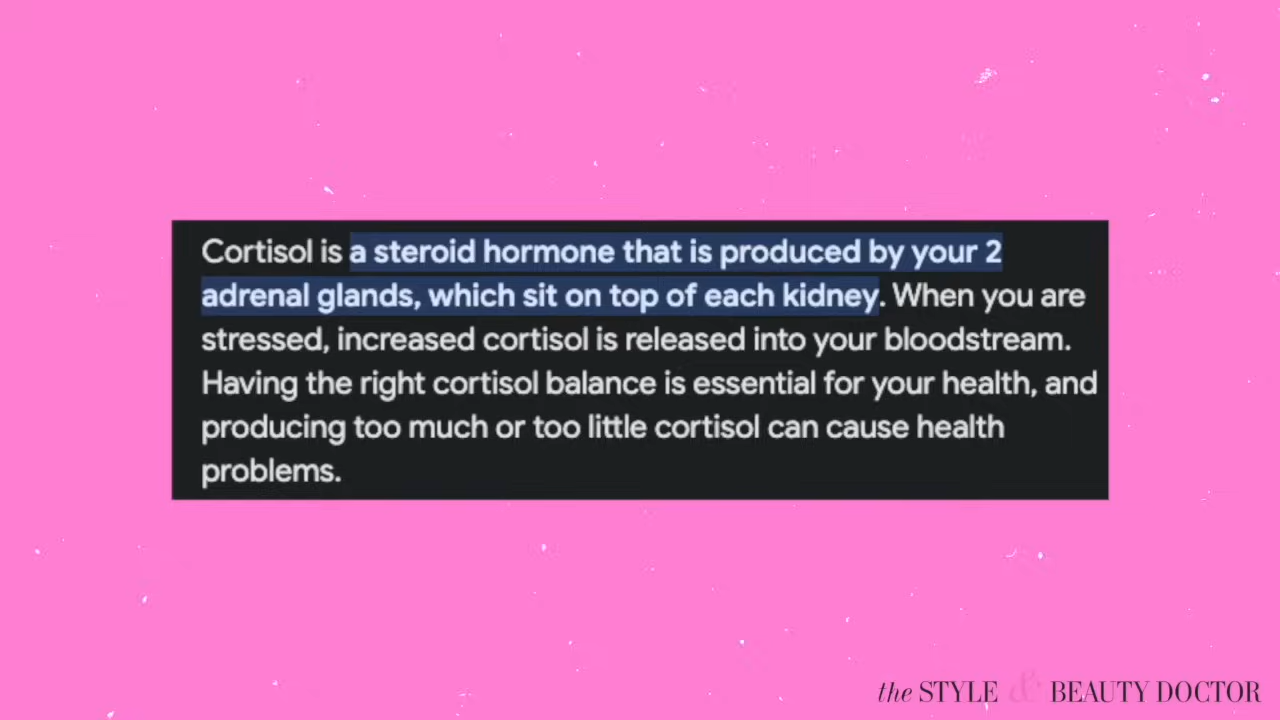 Cortisol is a steroid hormone that is produced by your 2
adrenal glands, which sit on top of each kidney. When you are
stressed, increased cortisol is released into your bloodstream.
Having the right cortisol balance is essential for your health, and
producing too much or too little cortisol can cause health
problems.
the STYLE & BEAUTY DOCTOR